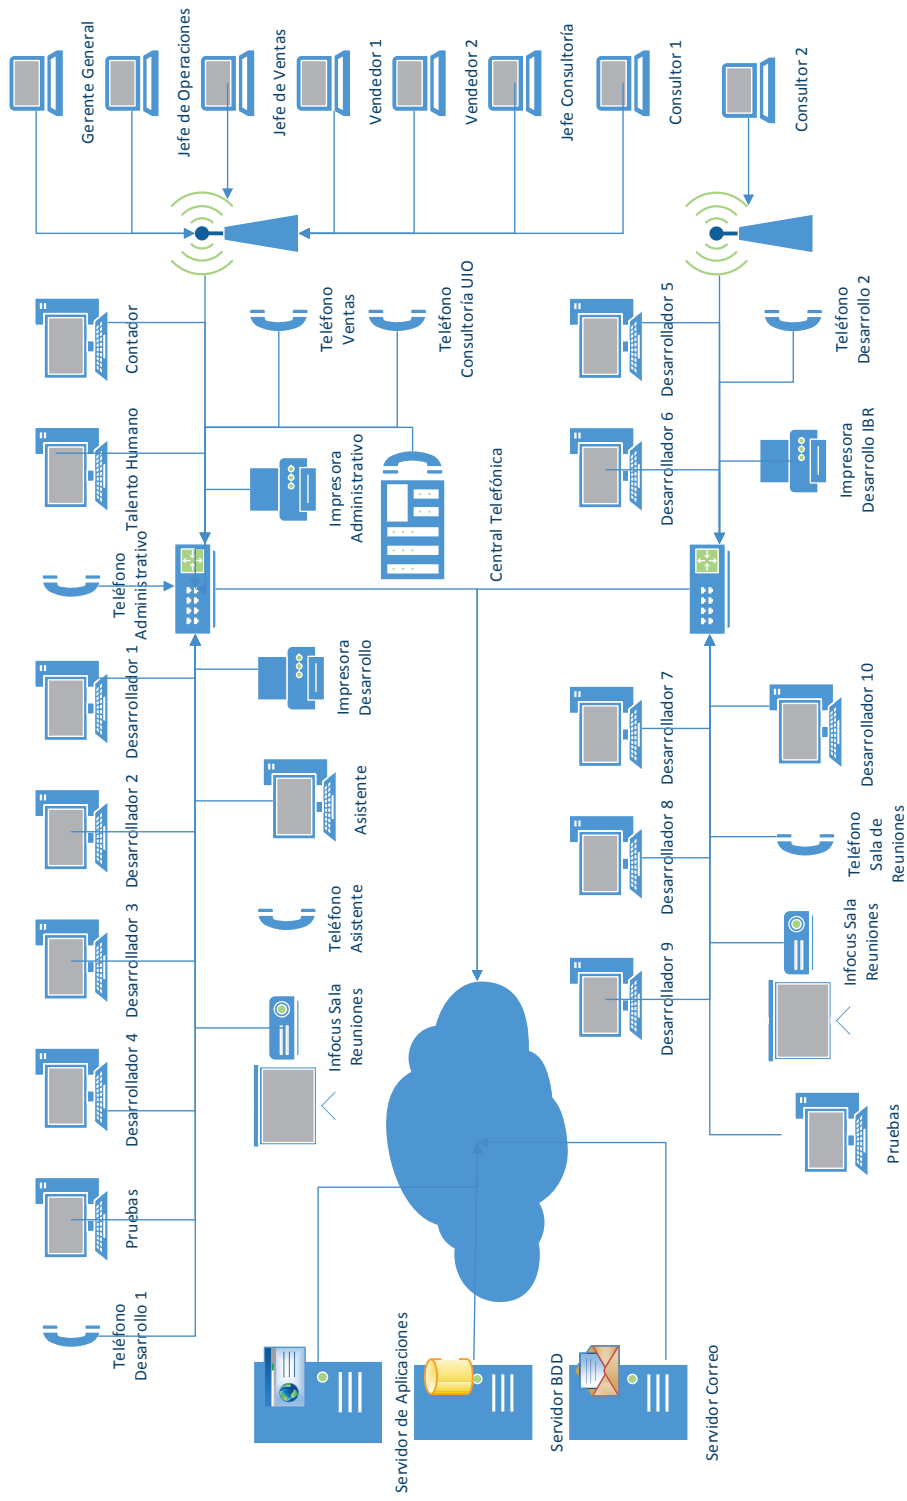 Gerente General
Jefe de Operaciones
Jefe de Ventas
Vendedor 1
Vendedor 2
Jefe Consultoría
Consultor 1
Consultor 2
Contador
Teléfono
Ventas
Teléfono
Consultoría UIO
Desarrollador 5
Teléfono
Desarrollo 2
Talento Humano
Impresora
Administrativo
Central Telefónica
Desarrollador 6
Impresora
Desarrollo IBR
Teléfono
Administrativo
Desarrollador 1
Impresora
Desarrollo
Desarrollador 7
Desarrollador 10
Desarrollador 2
Asistente
Desarrollador 8
Teléfono
Sala de
Reuniones
Desarrollador 3
Teléfono
Asistente
Desarrollador 9
Infocus Sala
Reuniones
Desarrollador 4
Infocus Sala
Reuniones
Pruebas
Pruebas
Teléfono
Desarrollo 1
Servidor de Aplicaciones
Servidor BDD
Servidor Correo